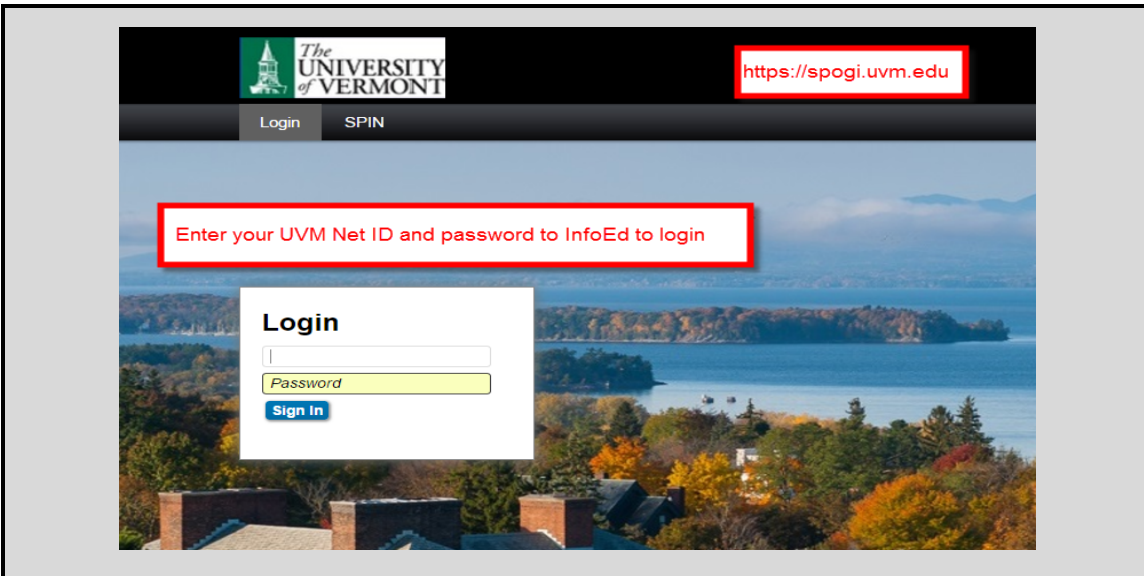 The
UNIVERSITY
of VERMONT
https://spogi.uvm.edu
Login SPIN
Enter your UVM Net ID and password to InfoEd to login
Login
Password
Sign In